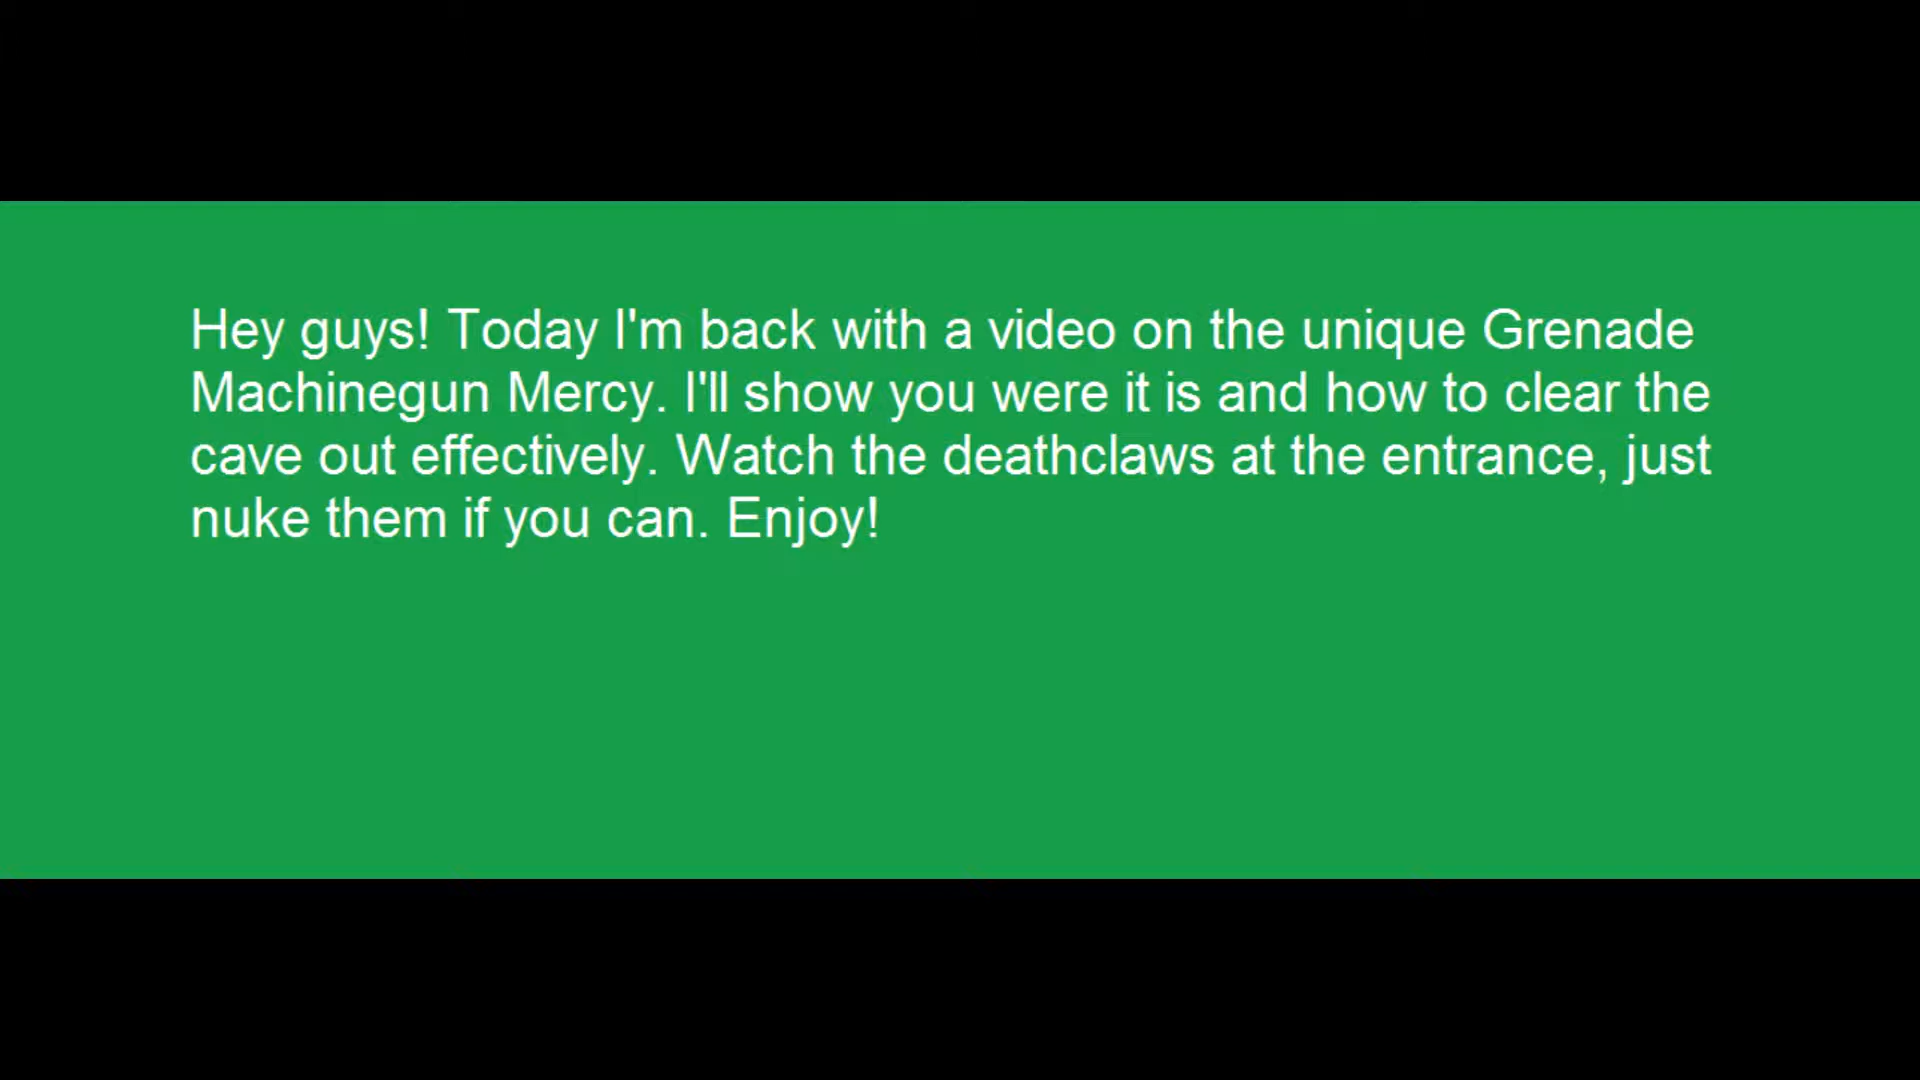 Hey guys! Today I'm back with a video on the unique Grenade
Machinegun Mercy. I'll show you were it is and how to clear the
cave out effectively. Watch the deathclaws at the entrance, just
nuke them if you can. Enjoy!